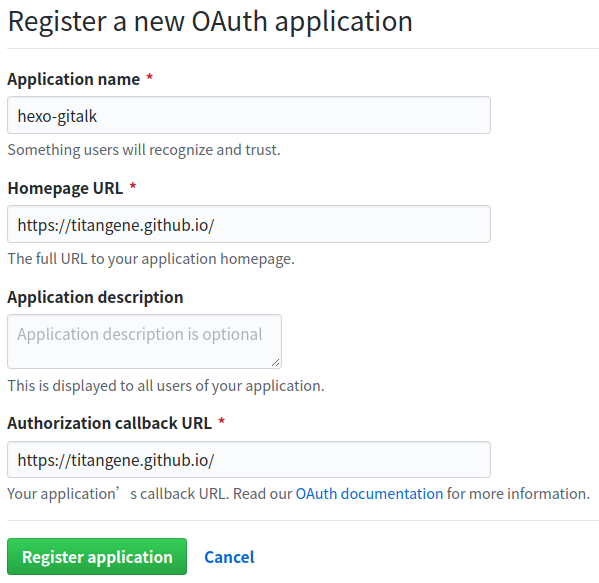 Register a new OAuth application
Application name *
hexo-gitalk
Something users will recognize and trust.
Homepage URL *
https://titangene.github.io/
The full URL to your application homepage.
Application description
Application description is optional
This is displayed to all users of your application.
Authorization callback URL *
https://titangene.github.io/
Your application’s callback URL. Read our OAuth documentation for more information.
Register application Cancel